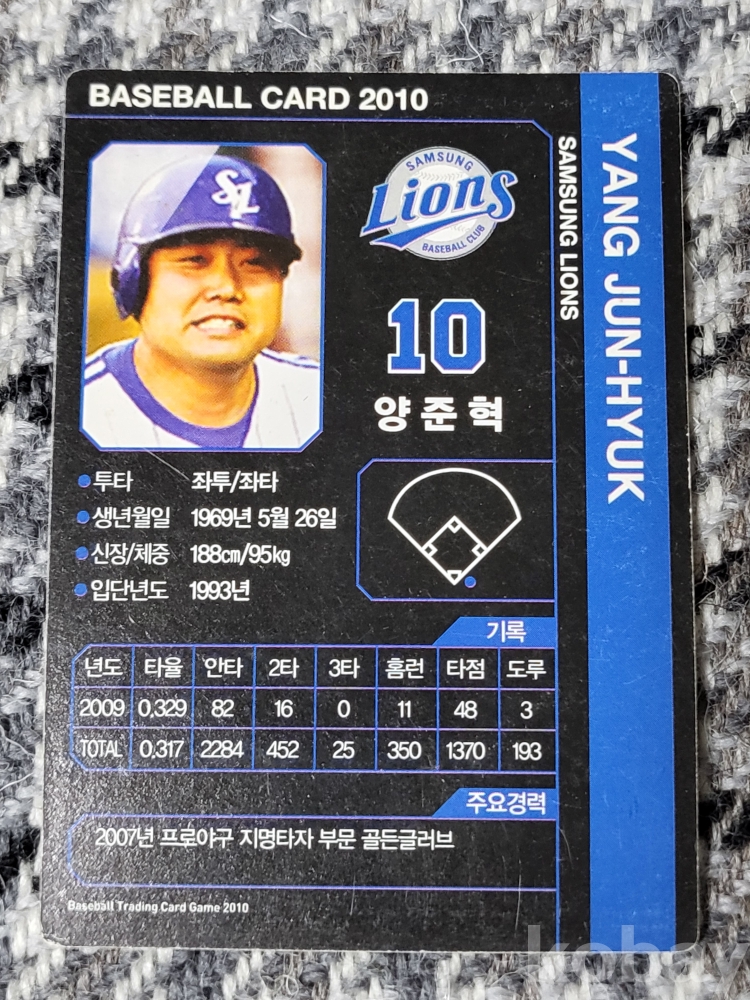 BASEBALL CARD 2010
SL
SAMSUNG
Lions
BASEBALL CLUB
10
양준혁
YANG JUN-HYUK
SAMSUNG LIONS
투타 좌투/좌타
생년월일 1969년 5월 26일
신장/체중 188cm/95kg
입단년도 1993년
기록
년도 타율 안타 2타 3타 홈런 타점 도루
2009 0.329 82 16 0 11 48 3
TOTAL 0.317 2284 452 25 350 1370 193
주요경력
2007년 프로야구 지명타자 부문 골든글러브
Baseball Trading Card Game 2010
kobay